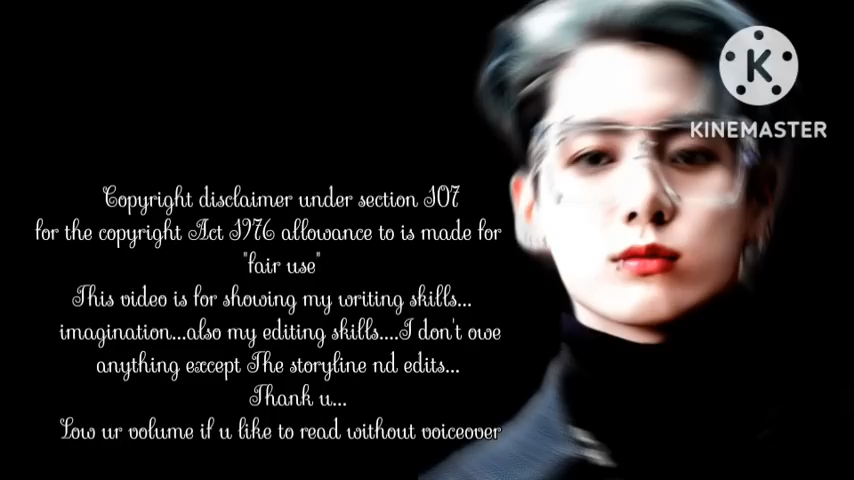 K
KINEMASTER
Copyright disclaimer under section 107
for the copyright Act 1976 allowance to is made for
"fair use"
This video is for showing my writing skills...
imagination...also my editing skills....I don't owe
anything except The storyline nd edits...
Thank u...
Low ur volume if u like to read without voiceover